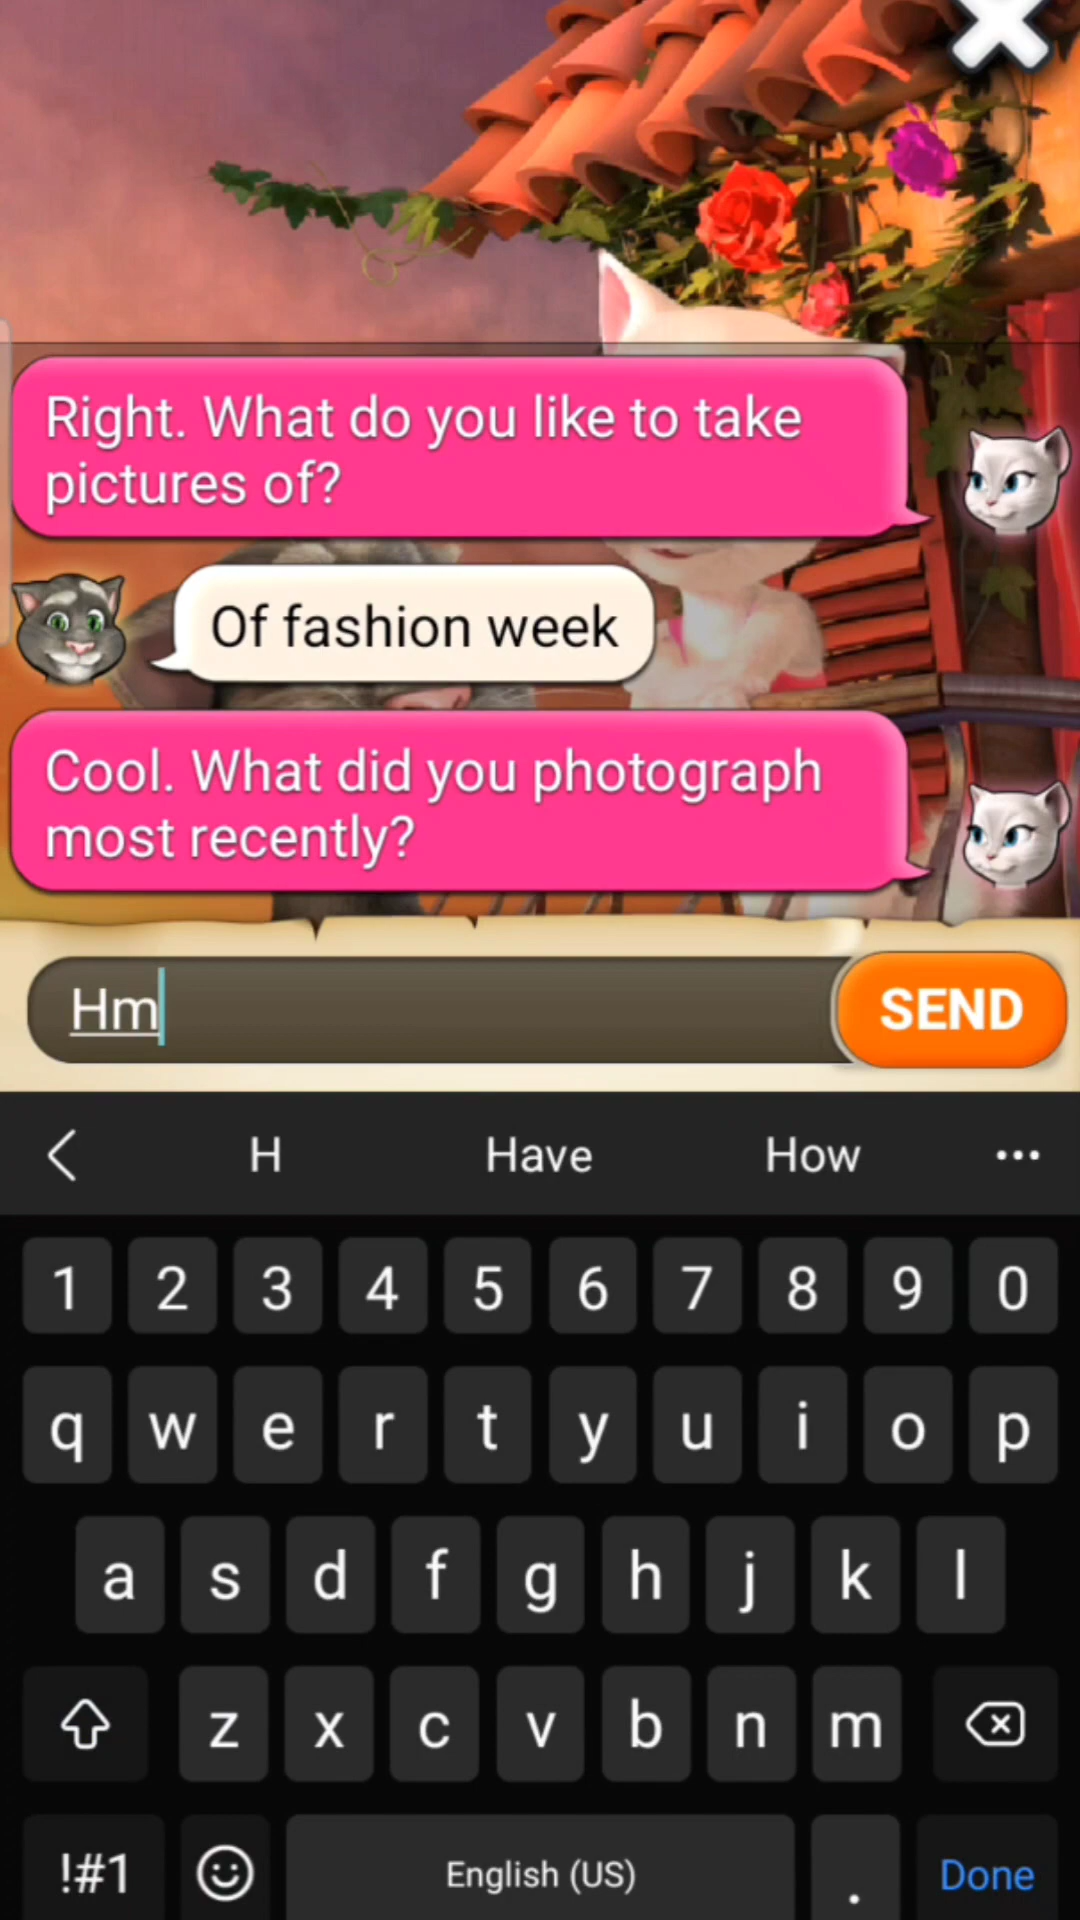 Right. What do you like to take
pictures of?
Of fashion week
Cool. What did you photograph
most recently?
Hm
SEND
H Have How
1 2 3 4 5 6 7 8 9 0
q w e r t y u i o p
a s d f g h j k l
z x c v b n m
!#1 English (US) . Done